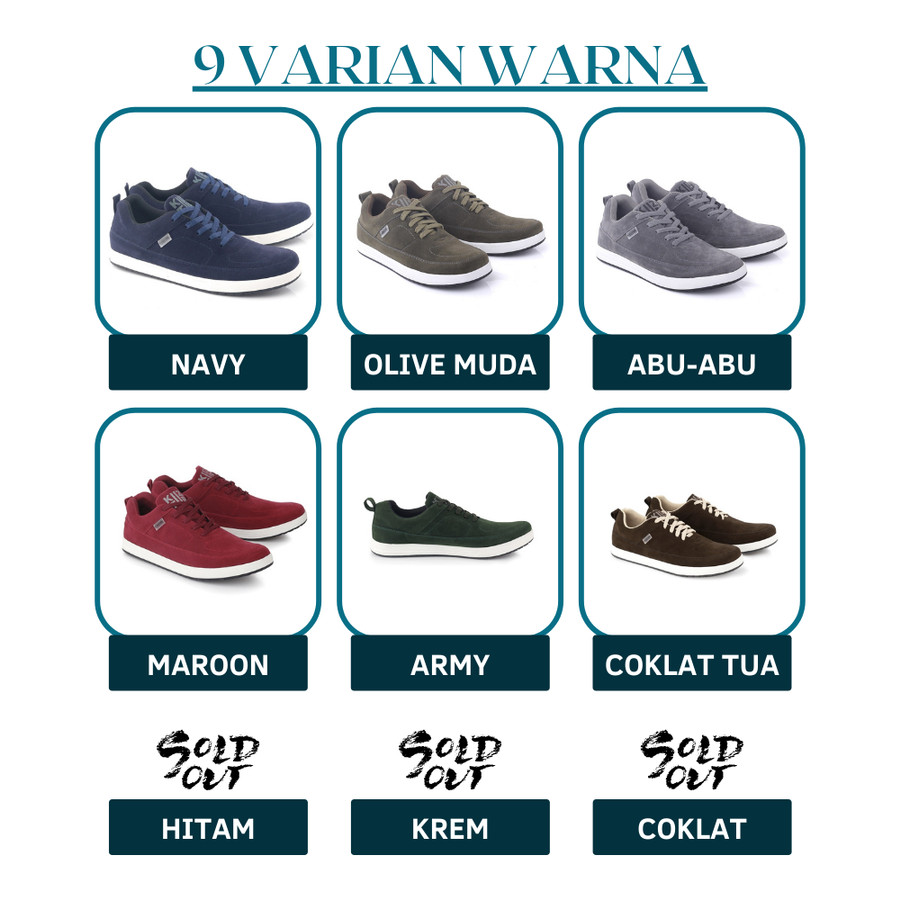 9 VARIAN WARNA
NAVY
OLIVE MUDA
ABU-ABU
MAROON
ARMY
COKLAT TUA
SOLD
OUT
SOLD
OUT
SOLD
OUT
HITAM
KREM
COKLAT